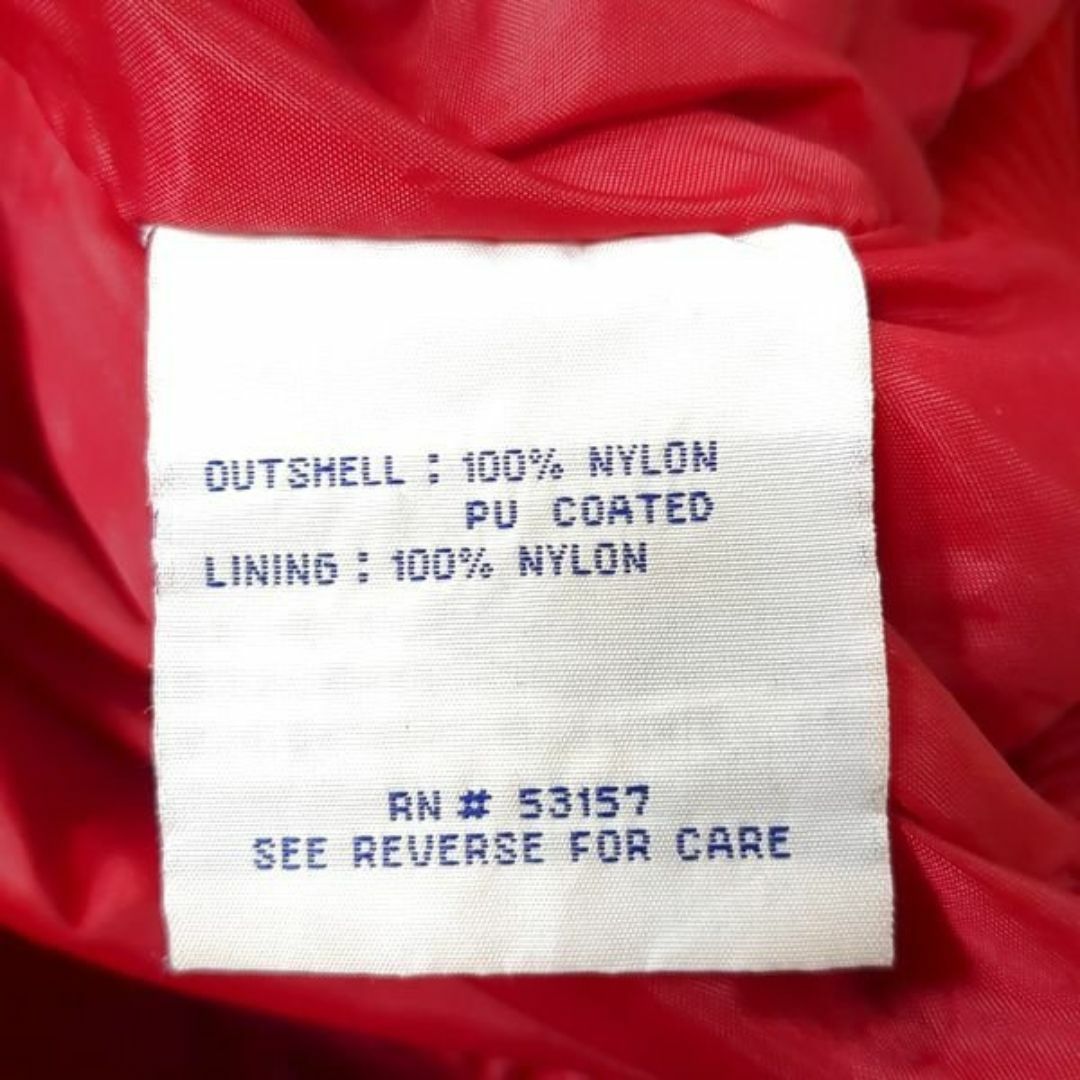 OUTSHELL : 100% NYLON
PU COATED
LINING : 100% NYLON
RN # 53157
SEE REVERSE FOR CARE